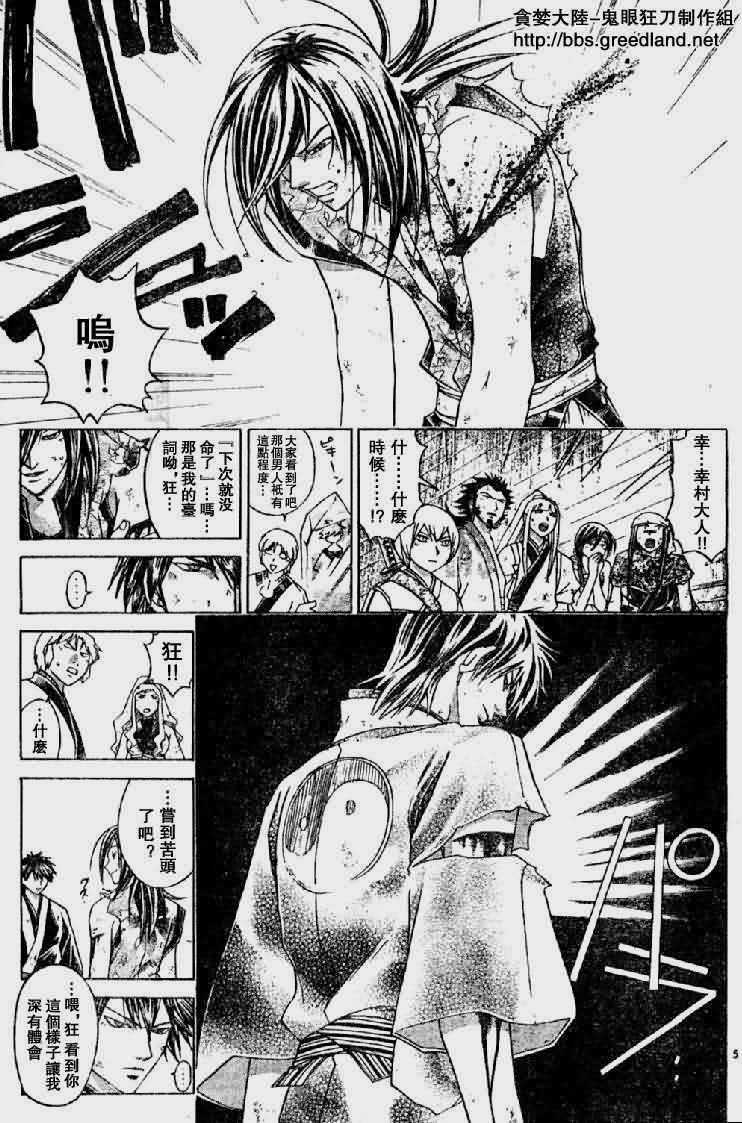 貪婪大陸-鬼眼狂刀制作組
http://bbs.greedland.net
嗚
!!
幸…幸村大人!!
什……什麽
時候……!?
大家看到了吧
那個男人衹有
這點程度…
『下次就没
命了』…嗎…
那是我的臺
詞呦,狂…
…
狂!!
…什麽
…嘗到苦頭
了吧?
…喂,狂 看到你
這個樣子讓我
深有體會
…
5